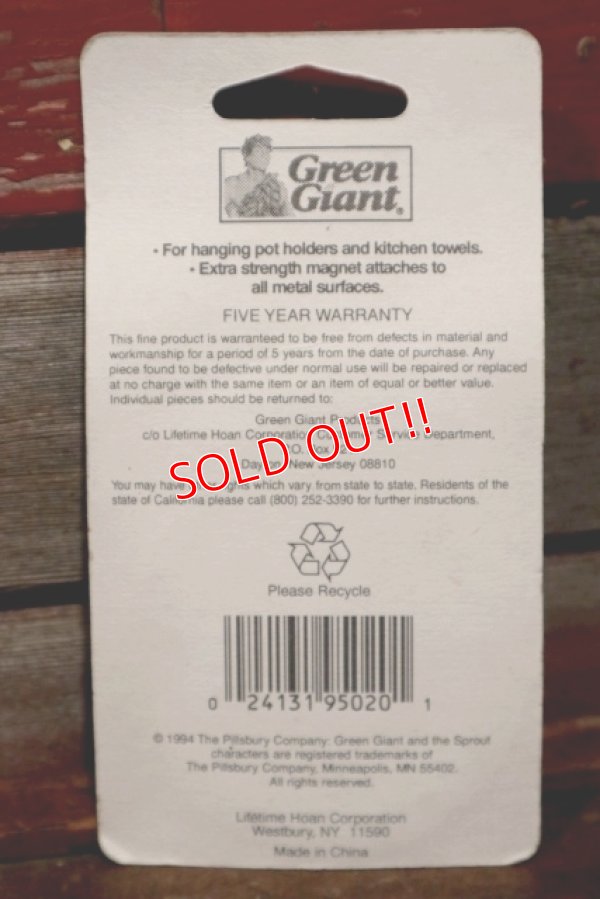 Green
Giant®
• For hanging pot holders and kitchen towels.
• Extra strength magnet attaches to
all metal surfaces.
FIVE YEAR WARRANTY
This fine product is warranteed to be free from defects in material and
workmanship for a period of 5 years from the date of purchase. Any
piece found to be defective under normal use will be repaired or replaced
at no charge with the same item or an item of equal or better value.
Individual pieces should be returned to:
Green Giant Products
c/o Lifetime Hoan Corporation Customer Service Department,
P.O. Box
Dayton, New Jersey 08810
SOLD OUT!!
You may have rights which vary from state to state. Residents of the
state of California please call (800) 252-3390 for further instructions.
Please Recycle
0 24131 95020 1
© 1994 The Pillsbury Company: Green Giant and the Sprout
characters are registered trademarks of
The Pillsbury Company, Minneapolis, MN 55402.
All rights reserved.
Lifetime Hoan Corporation
Westbury, NY 11590
Made in China